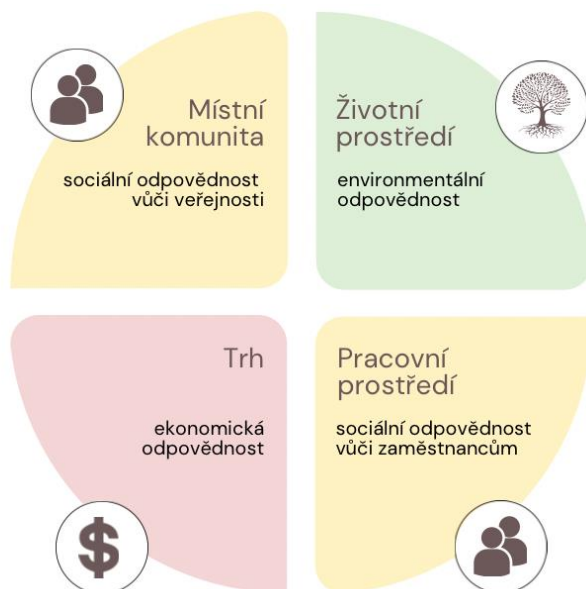 Místní
komunita
sociální odpovědnost
vůči veřejnosti
Životní
prostředí
environmentální
odpovědnost
Trh
ekonomická
odpovědnost
$
Pracovní
prostředí
sociální odpovědnost
vůči zaměstnancům